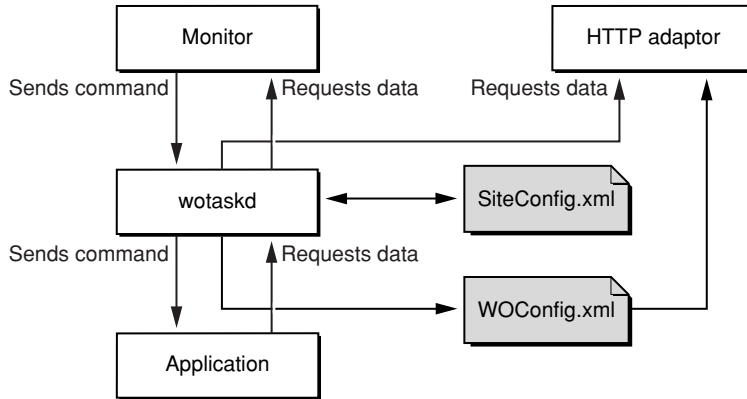 Monitor
HTTP adaptor
Sends command
Requests data
Requests data
wotaskd
SiteConfig.xml
Sends command
Requests data
WOConfig.xml
Application